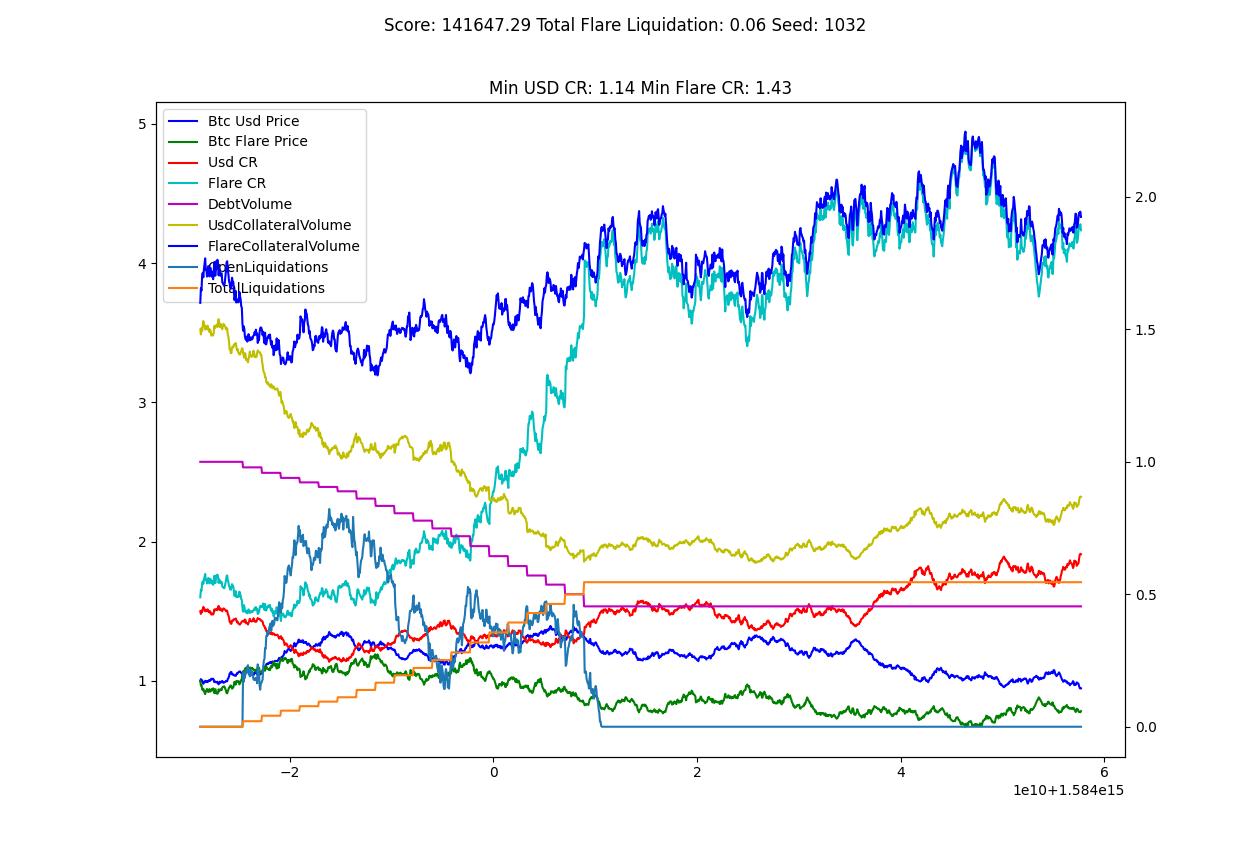 Score: 141647.29 Total Flare Liquidation: 0.06 Seed: 1032
Min USD CR: 1.14 Min Flare CR: 1.43
Btc Usd Price
Btc Flare Price
Usd CR
Flare CR
DebtVolume
UsdCollateralVolume
FlareCollateralVolume
OpenLiquidations
TotalLiquidations
5
4
3
2
1
2.0
1.5
1.0
0.5
0.0
−2 0 2 4 6
1e10+1.584e15